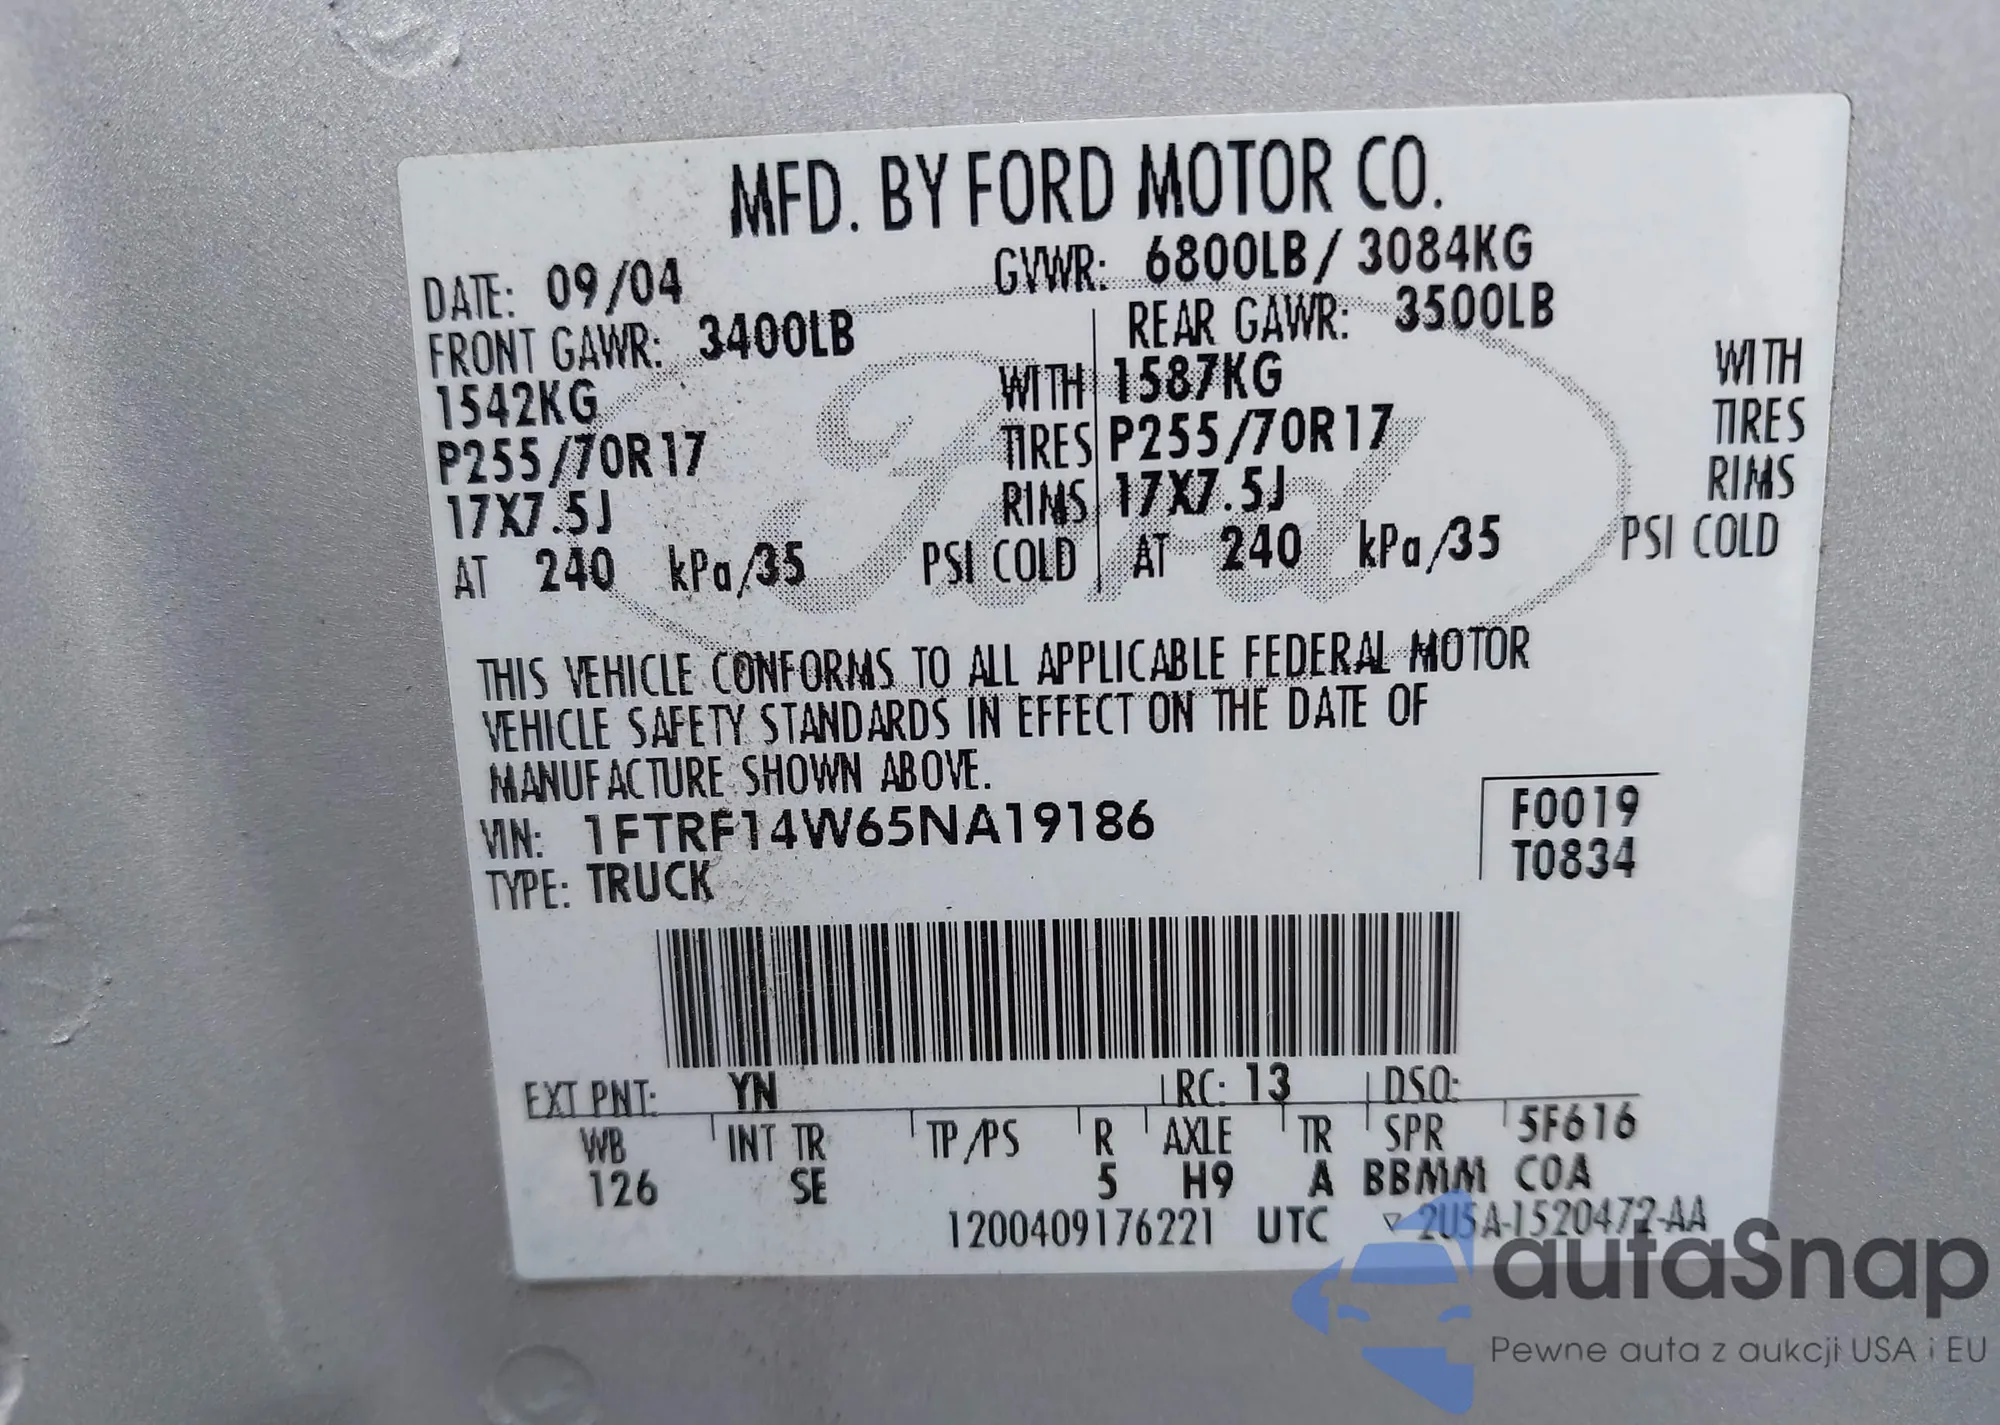 MFD. BY FORD MOTOR CO.
DATE: 09/04 GVWR: 6800LB / 3084KG
FRONT GAWR: 3400LB REAR GAWR: 3500LB
1542KG WITH 1587KG WITH
P255/70R17 TIRES P255/70R17 TIRES
17X7.5J RIMS 17X7.5J RIMS
AT 240 kPa/35 PSI COLD AT 240 kPa/35 PSI COLD
Ford
THIS VEHICLE CONFORMS TO ALL APPLICABLE FEDERAL MOTOR
VEHICLE SAFETY STANDARDS IN EFFECT ON THE DATE OF
MANUFACTURE SHOWN ABOVE.
VIN: 1FTRF14W65NA19186 F0019
TYPE: TRUCK T0834
EXT PNT: YN RC: 13 DSO:
WB INT TR TP/PS R AXLE TR SPR 5F616
126 SE 5 H9 A BBMM C0A
1200409176221 UTC ▽ 2U5A-1520472-AA
autaSnap
Pewne auta z aukcji USA i EU